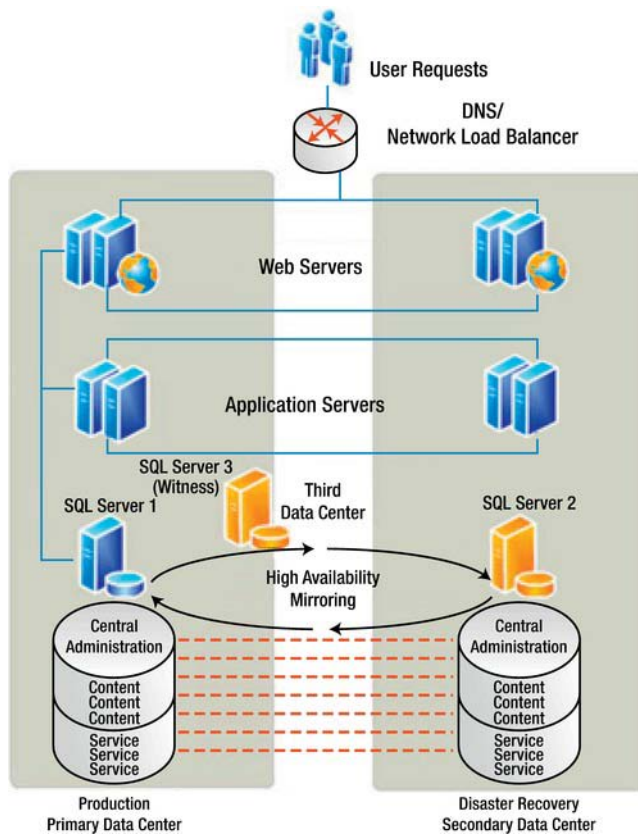 User Requests
DNS/
Network Load Balancer
Web Servers
Application Servers
SQL Server 3
(Witness)
Third
Data Center
SQL Server 1
SQL Server 2
High Availability
Mirroring
Central
Administration
Content
Content
Content
Service
Service
Service
Central
Administration
Content
Content
Content
Service
Service
Service
Production
Primary Data Center
Disaster Recovery
Secondary Data Center